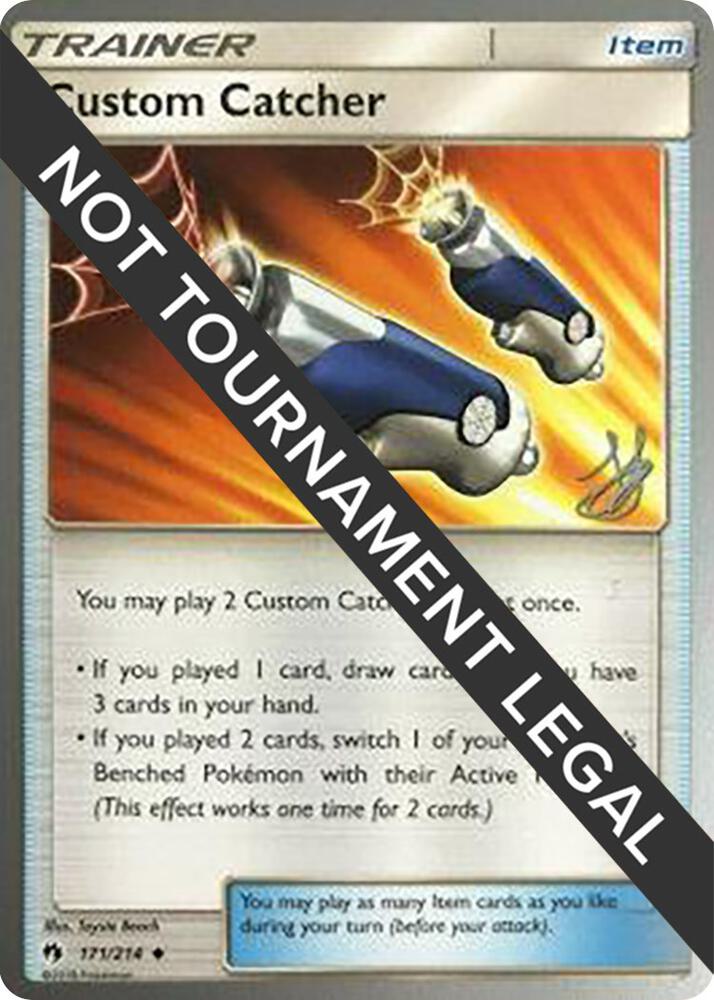 TRAINER
Item
Custom Catcher
NOT TOURNAMENT LEGAL
You may play 2 Custom Catc t once.
• If you played 1 card, draw car u have
3 cards in your hand.
• If you played 2 cards, switch 1 of your 's
Benched Pokémon with their Active
(This effect works one time for 2 cards.)
You may play as many Item cards as you like
during your turn (before your attack).
Illus. Toyste Beach
171/214
©2018 Pokémon